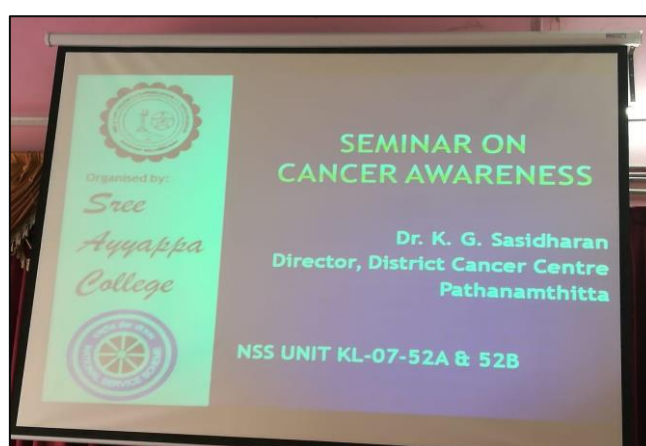 Organised by:
Sree
Ayyappa
College
SEMINAR ON
CANCER AWARENESS
Dr. K. G. Sasidharan
Director, District Cancer Centre
Pathanamthitta
NSS UNIT KL-07-52A & 52B